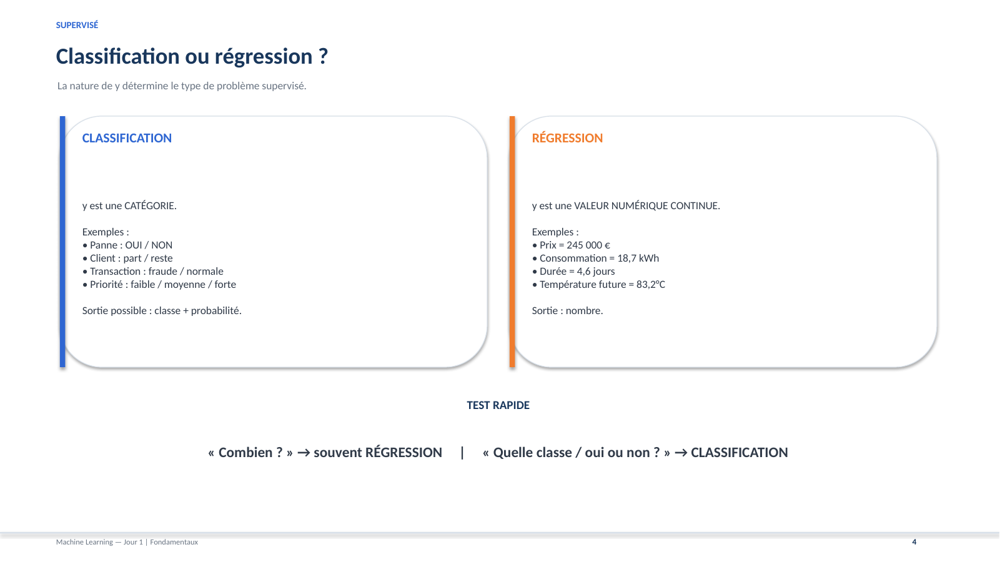 SUPERVISÉ
Classification ou régression ?
La nature de y détermine le type de problème supervisé.
CLASSIFICATION
y est une CATÉGORIE.
Exemples :
• Panne : OUI / NON
• Client : part / reste
• Transaction : fraude / normale
• Priorité : faible / moyenne / forte
Sortie possible : classe + probabilité.
RÉGRESSION
y est une VALEUR NUMÉRIQUE CONTINUE.
Exemples :
• Prix = 245 000 €
• Consommation = 18,7 kWh
• Durée = 4,6 jours
• Température future = 83,2°C
Sortie : nombre.
TEST RAPIDE
« Combien ? » → souvent RÉGRESSION | « Quelle classe / oui ou non ? » → CLASSIFICATION
Machine Learning — Jour 1 | Fondamentaux
4